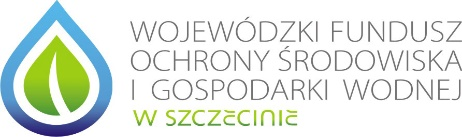 WOJEWÓDZKI FUNDUSZ
OCHRONY ŚRODOWISKA
I GOSPODARKI WODNEJ
W SZCZECINIE